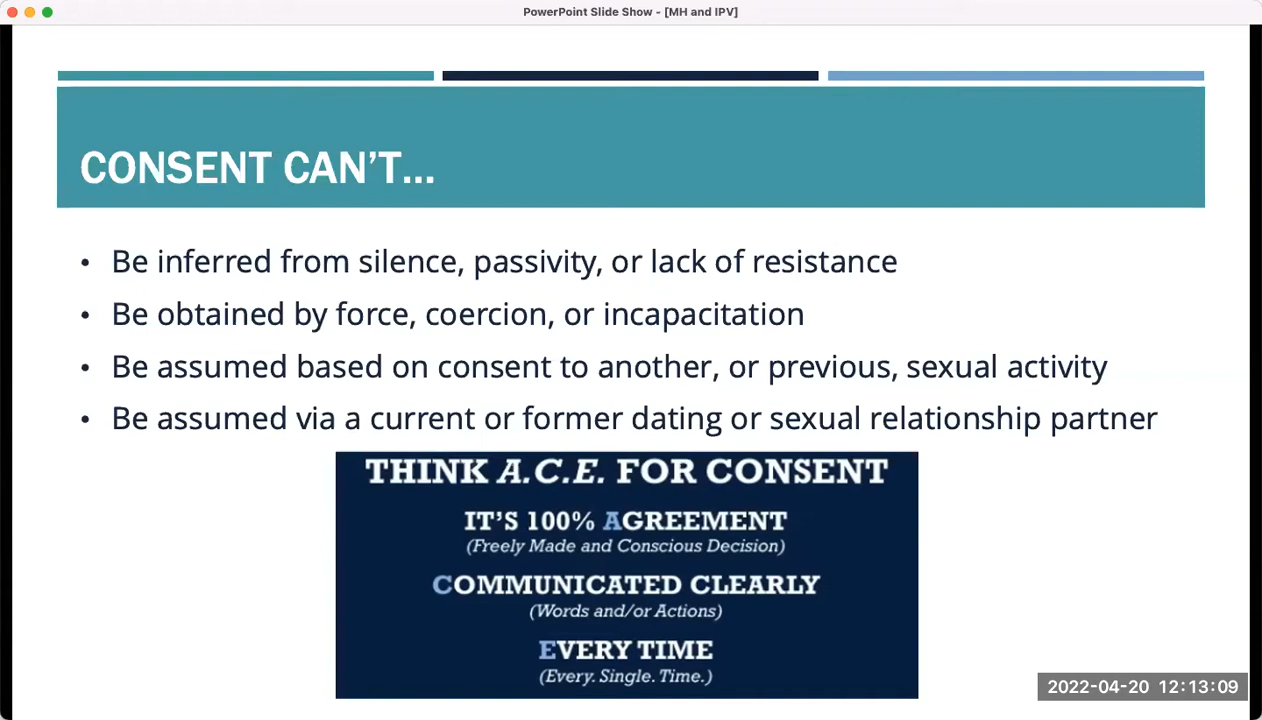 PowerPoint Slide Show - [MH and IPV]
CONSENT CAN'T...
• Be inferred from silence, passivity, or lack of resistance
• Be obtained by force, coercion, or incapacitation
• Be assumed based on consent to another, or previous, sexual activity
• Be assumed via a current or former dating or sexual relationship partner
THINK A.C.E. FOR CONSENT
IT'S 100% AGREEMENT
(Freely Made and Conscious Decision)
COMMUNICATED CLEARLY
(Words and/or Actions)
EVERY TIME
(Every. Single. Time.)
2022-04-20 12:13:09